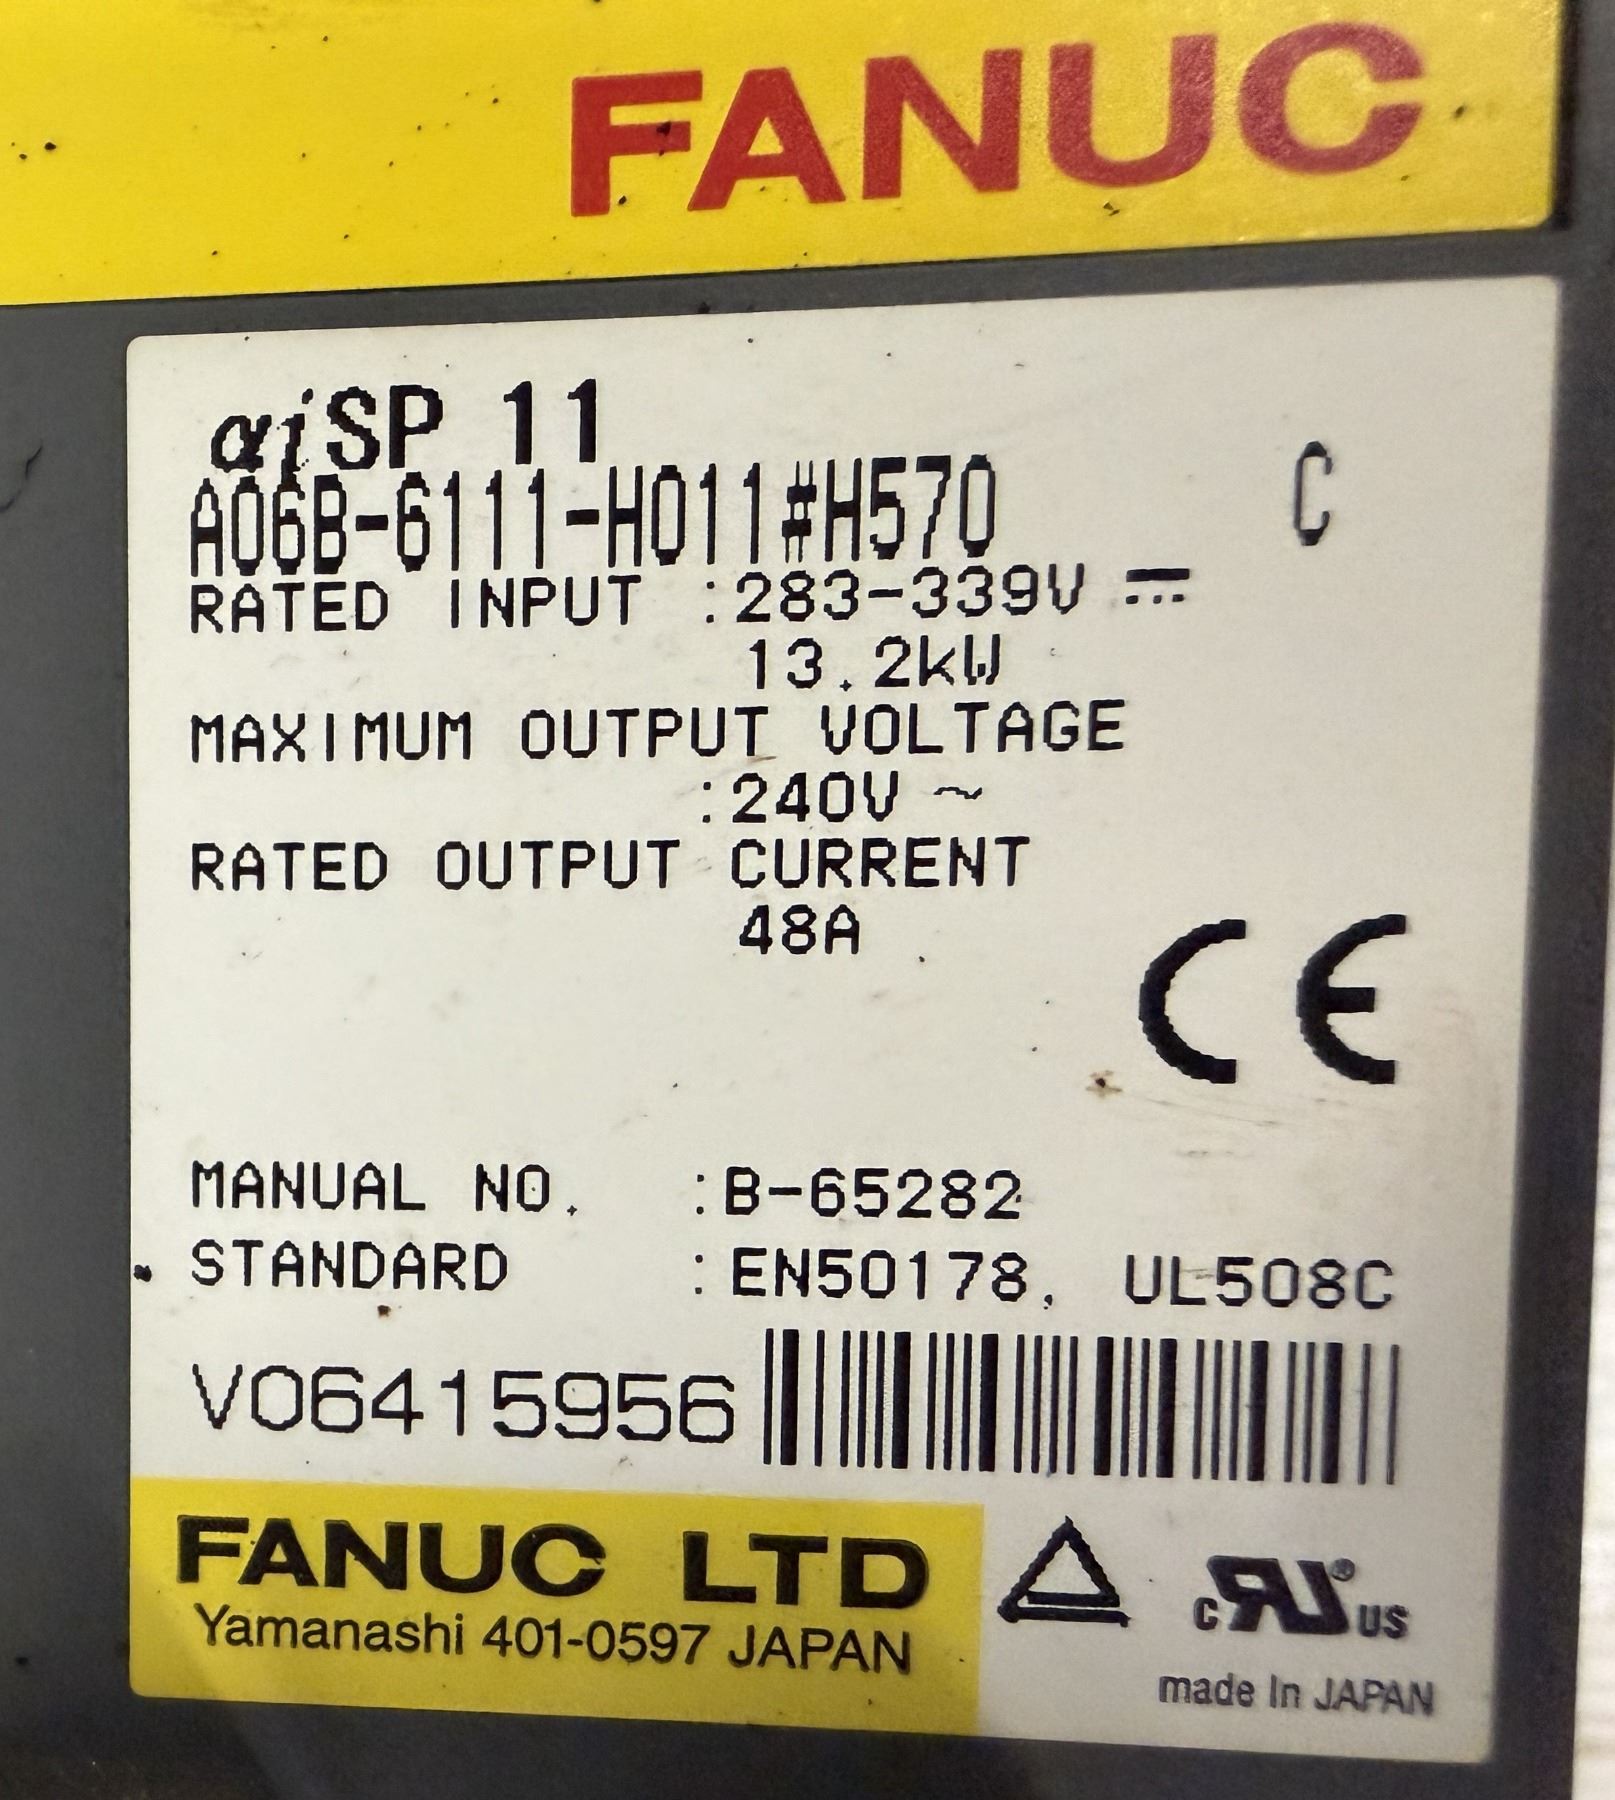 FANUC
αiSP 11
A06B-6111-H011#H570 C
RATED INPUT :283-339V ⎓
13.2kW
MAXIMUM OUTPUT VOLTAGE
:240V ~
RATED OUTPUT CURRENT
48A
CE
MANUAL NO. :B-65282
STANDARD :EN50178, UL508C
V06415956
FANUC LTD
Yamanashi 401-0597 JAPAN
c RU ® US
made In JAPAN